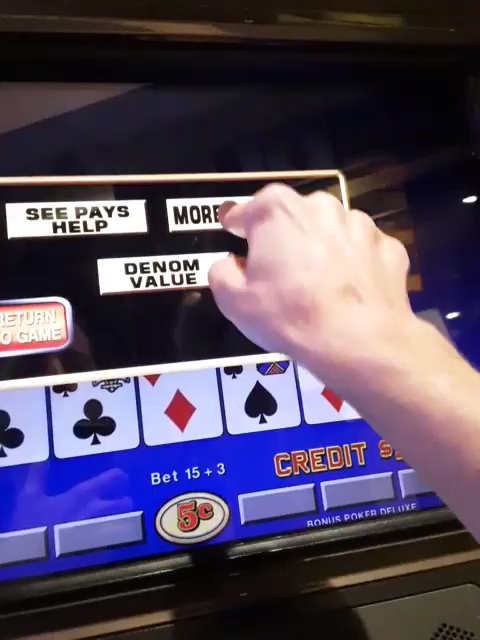 SEE PAYS
HELP
MORE
DENOM
VALUE
RETURN
TO GAME
Bet 15 + 3
CREDIT $
5¢
BONUS POKER DELUXE